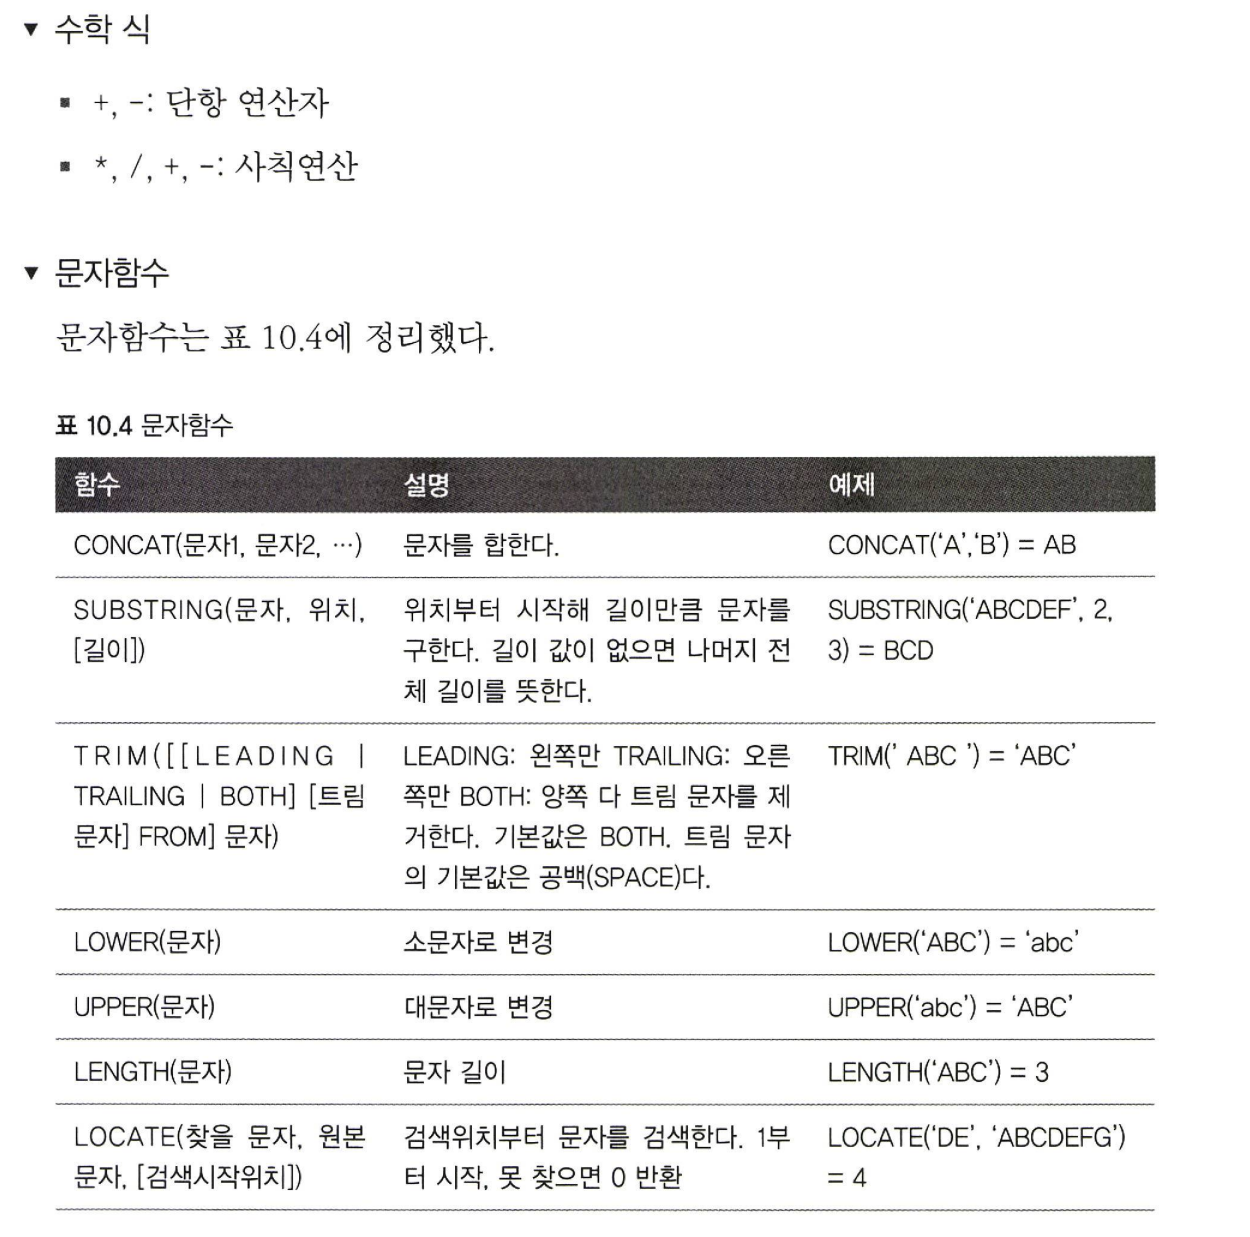 ▼ 수학 식
▪ +, -: 단항 연산자
▪ *, /, +, -: 사칙연산
▼ 문자함수
문자함수는 표 10.4에 정리했다.
표 10.4 문자함수
함수 설명 예제
CONCAT(문자1, 문자2, …) 문자를 합한다. CONCAT(‘A’,‘B’) = AB
SUBSTRING(문자, 위치, 위치부터 시작해 길이만큼 문자를 SUBSTRING(‘ABCDEF’, 2,
[길이]) 구한다. 길이 값이 없으면 나머지 전 3) = BCD
체 길이를 뜻한다.
TRIM([[LEADING | LEADING: 왼쪽만 TRAILING: 오른 TRIM(’ ABC ’) = ‘ABC’
TRAILING | BOTH] [트림 쪽만 BOTH: 양쪽 다 트림 문자를 제
문자] FROM] 문자) 거한다. 기본값은 BOTH. 트림 문자
의 기본값은 공백(SPACE)다.
LOWER(문자) 소문자로 변경 LOWER(‘ABC’) = ‘abc’
UPPER(문자) 대문자로 변경 UPPER(‘abc’) = ‘ABC’
LENGTH(문자) 문자 길이 LENGTH(‘ABC’) = 3
LOCATE(찾을 문자, 원본 검색위치부터 문자를 검색한다. 1부 LOCATE(‘DE’, ‘ABCDEFG’)
문자, [검색시작위치]) 터 시작, 못 찾으면 0 반환 = 4